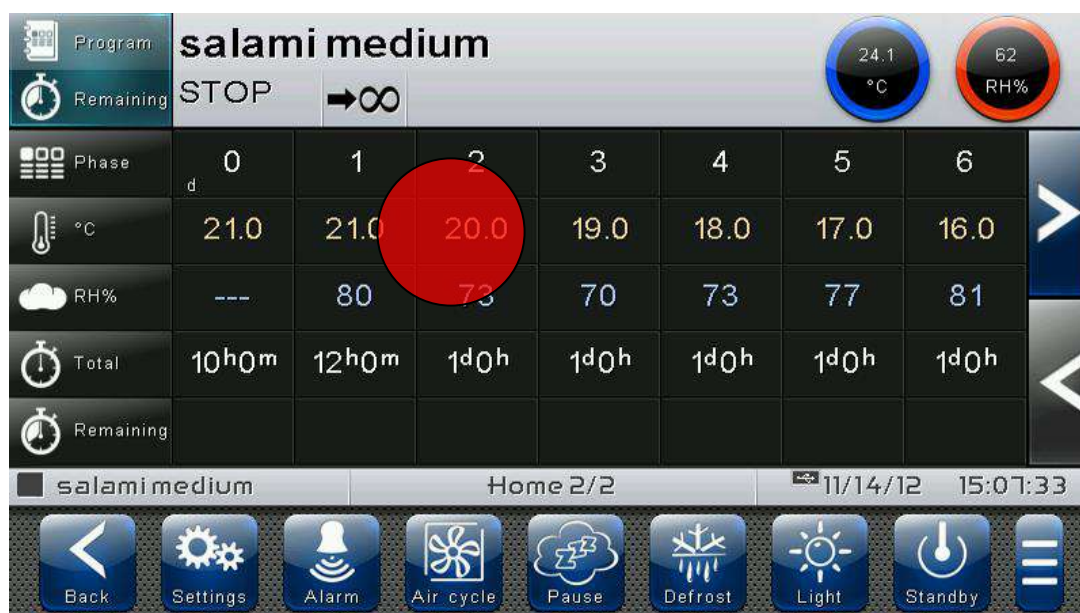 Program salami medium 24.1 62
Remaining STOP →∞ °C RH%
Phase 0 1 2 3 4 5 6
d
°C 21.0 21.0 20.0 19.0 18.0 17.0 16.0
RH% --- 80 73 70 73 77 81
Total 10h0m 12h0m 1d0h 1d0h 1d0h 1d0h 1d0h
Remaining
salami medium Home 2/2 11/14/12 15:07:33
Back Settings Alarm Air cycle Pause Defrost Light Standby